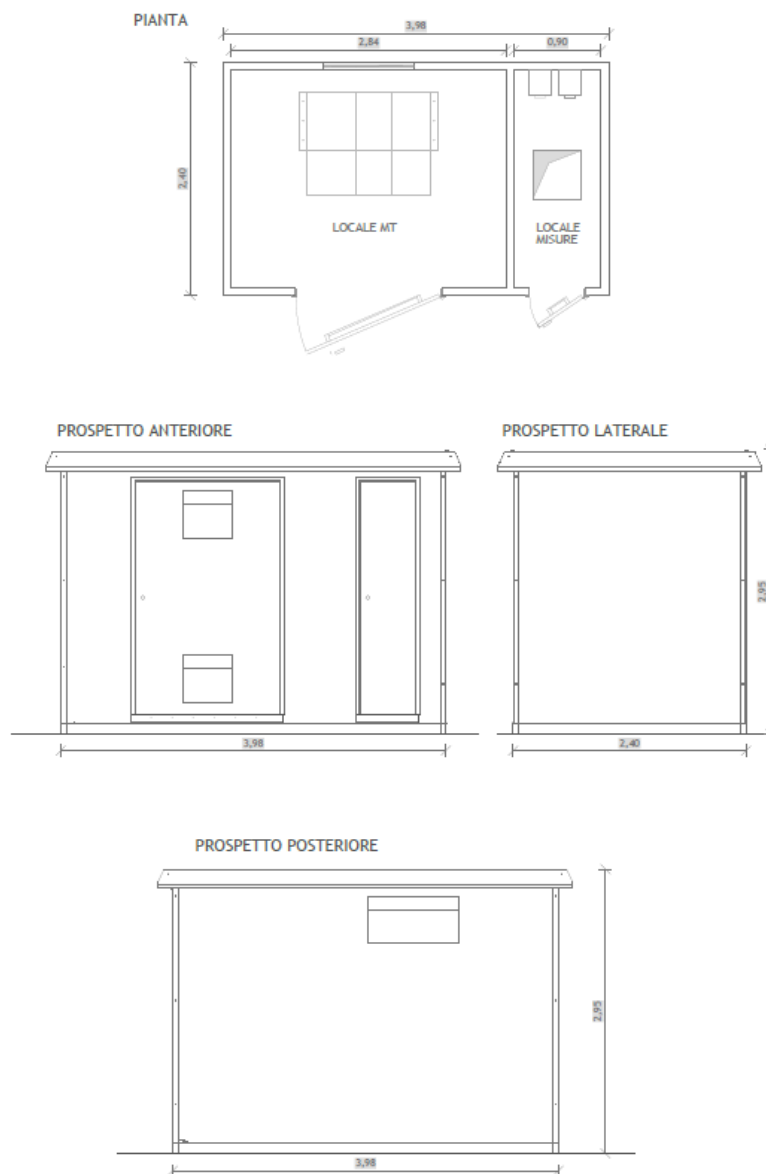 PIANTA
3,98
2,84
0,90
2,40
LOCALE MT
LOCALE
MISURE
PROSPETTO ANTERIORE
PROSPETTO LATERALE
2,95
3,98
2,40
PROSPETTO POSTERIORE
2,95
3,98